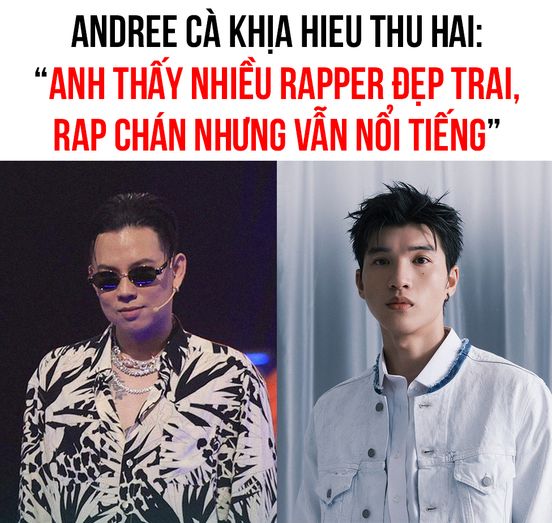 ANDREE CÀ KHỊA HIEU THU HAI:
“ANH THẤY NHIỀU RAPPER ĐẸP TRAI,
RAP CHÁN NHƯNG VẪN NỔI TIẾNG”